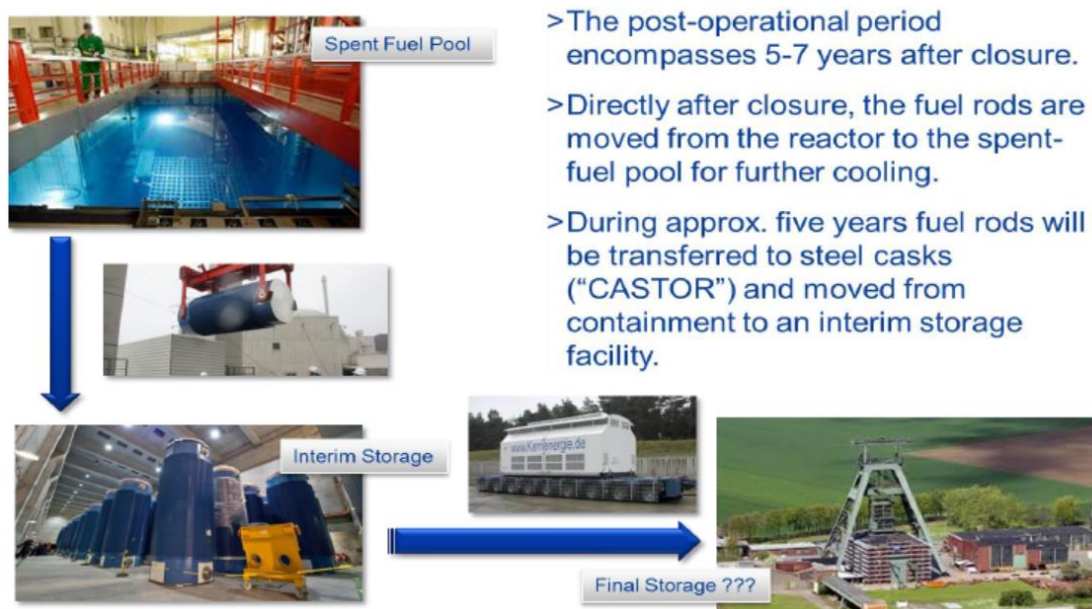 Spent Fuel Pool
>The post-operational period
encompasses 5-7 years after closure.
>Directly after closure, the fuel rods are
moved from the reactor to the spent-
fuel pool for further cooling.
>During approx. five years fuel rods will
be transferred to steel casks
("CASTOR") and moved from
containment to an interim storage
facility.
Interim Storage
www.Kernenergie.de
Final Storage ???